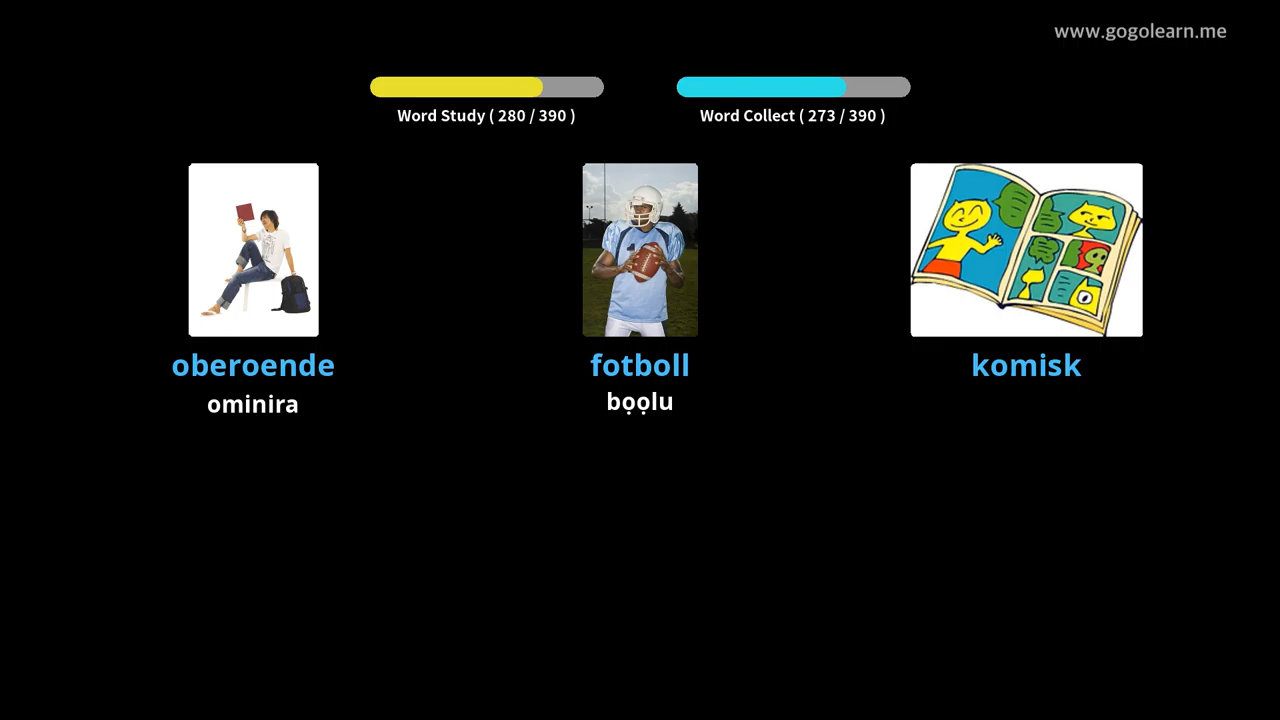 www.gogolearn.me
Word Study ( 280 / 390 )
Word Collect ( 273 / 390 )
oberoende
fotboll
komisk
ominira
bọọlu